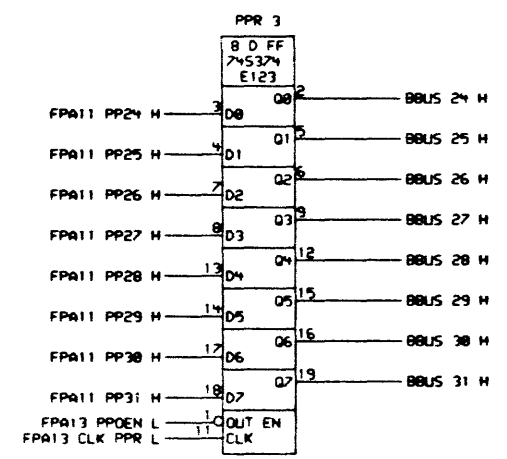 PPR 3
8 D FF
74S374
E123
Q0 2 BBUS 24 H
FPA11 PP24 H 3 D0
Q1 5 BBUS 25 H
FPA11 PP25 H 4 D1
Q2 6 BBUS 26 H
FPA11 PP26 H 7 D2
Q3 9 BBUS 27 H
FPA11 PP27 H 8 D3
Q4 12 BBUS 28 H
FPA11 PP28 H 13 D4
Q5 15 BBUS 29 H
FPA11 PP29 H 14 D5
Q6 16 BBUS 30 H
FPA11 PP30 H 17 D6
Q7 19 BBUS 31 H
FPA11 PP31 H 18 D7
FPA13 PPOEN L 1 OUT EN
FPA13 CLK PPR L 11 CLK